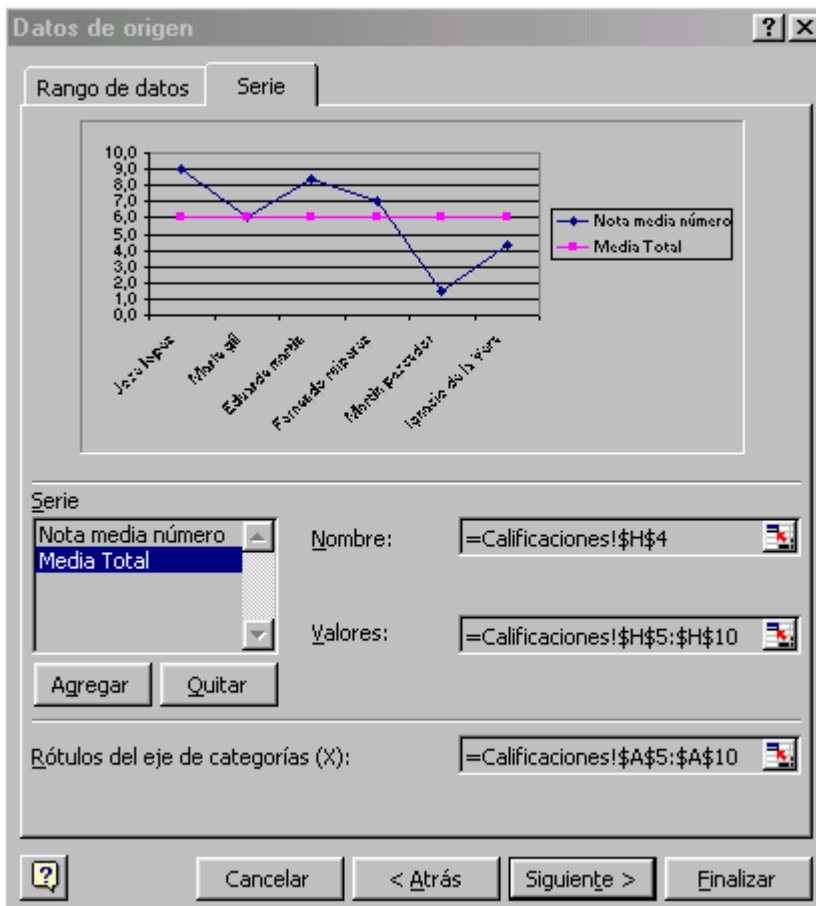 Datos de origen
Rango de datos
Serie
10,0
9,0
8,0
7,0
6,0
5,0
4,0
3,0
2,0
1,0
0,0
Nota media número
Media Total
Eduardo martin
Serie
Nota media número
Media Total
Nombre:
=Calificaciones!$H$4
Valores:
=Calificaciones!$H$5:$H$10
Agregar
Quitar
Rótulos del eje de categorías (X):
=Calificaciones!$A$5:$A$10
Cancelar
< Atrás
Siguiente >
Finalizar